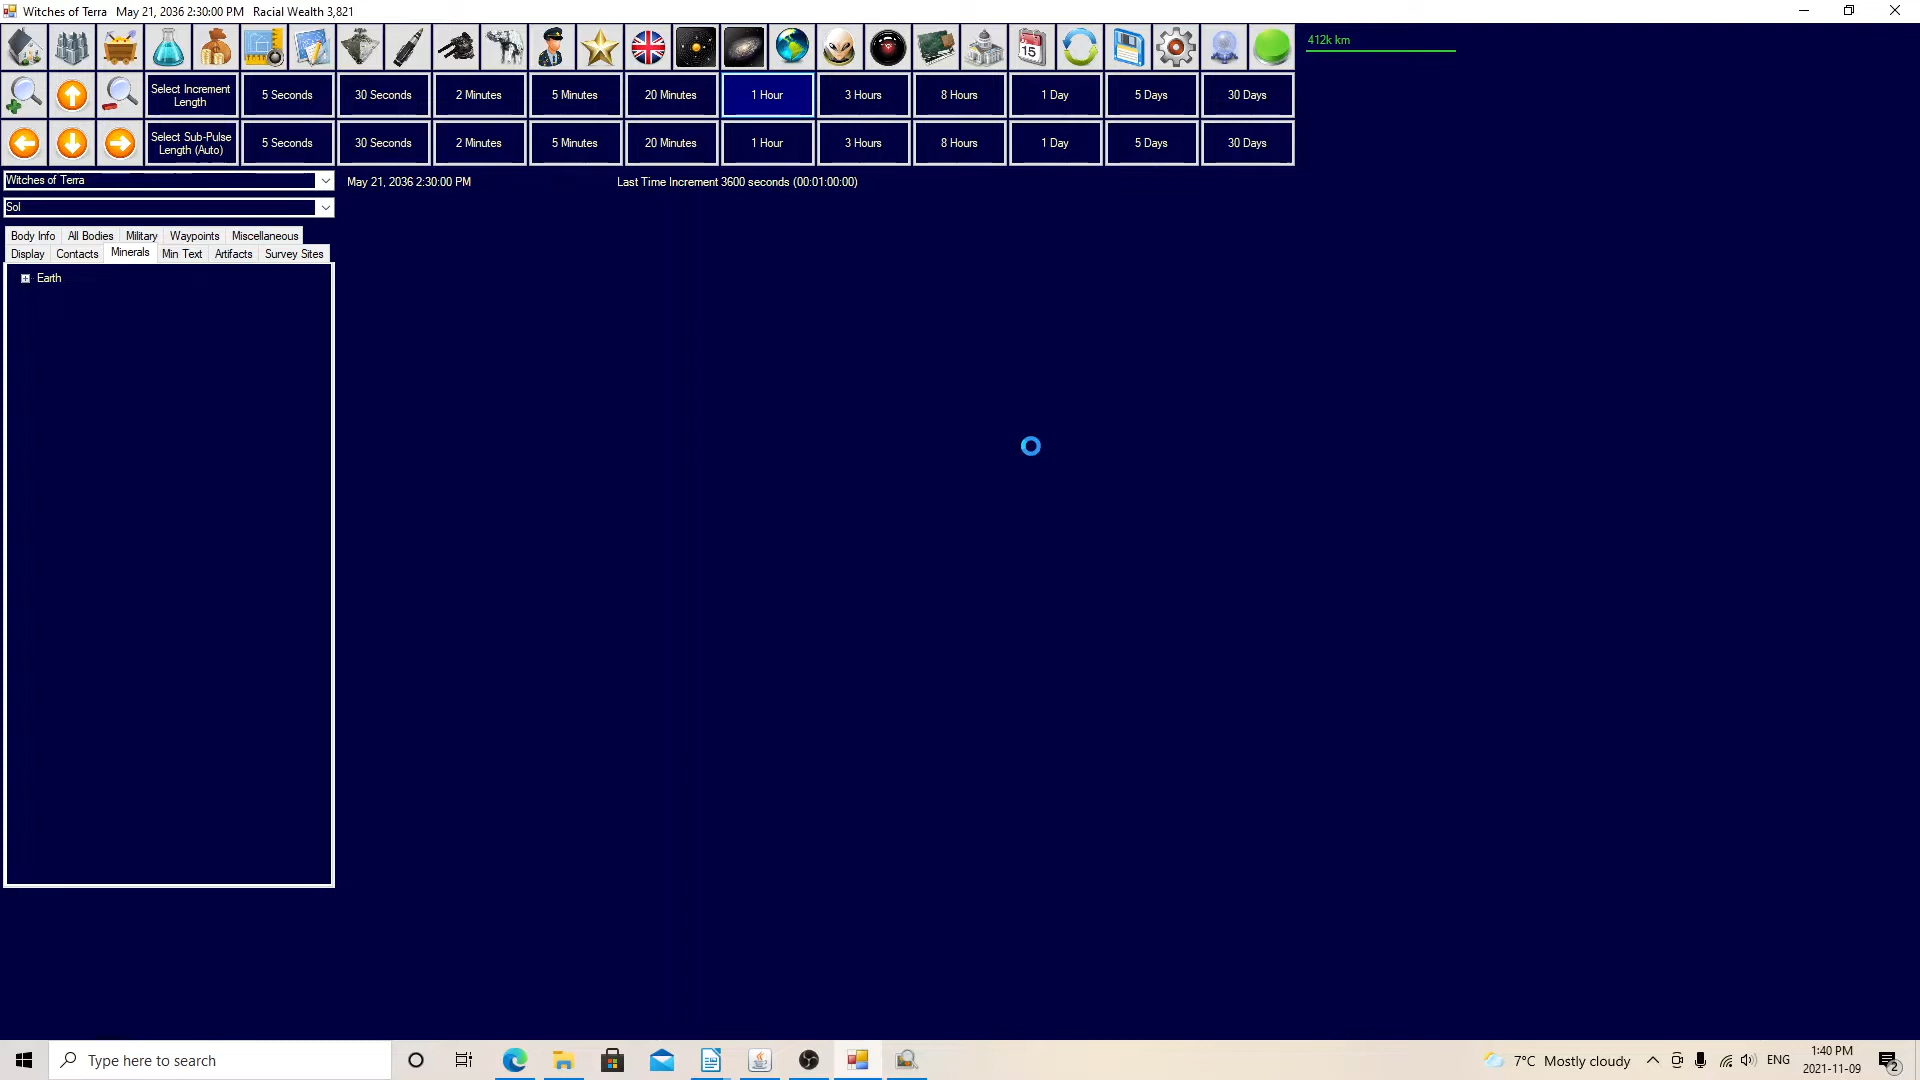 Witches of Terra   May 21, 2036 2:30:00 PM   Racial Wealth 3,821
15
412k km
Select Increment Length
5 Seconds
30 Seconds
2 Minutes
5 Minutes
20 Minutes
1 Hour
3 Hours
8 Hours
1 Day
5 Days
30 Days
Select Sub-Pulse Length (Auto)
5 Seconds
30 Seconds
2 Minutes
5 Minutes
20 Minutes
1 Hour
3 Hours
8 Hours
1 Day
5 Days
30 Days
Witches of Terra
May 21, 2036 2:30:00 PM
Last Time Increment 3600 seconds (00:01:00:00)
Sol
Body Info All Bodies Military Waypoints Miscellaneous
Display Contacts Minerals Min Text Artifacts Survey Sites
Earth
Type here to search
7°C Mostly cloudy
ENG
1:40 PM
2021-11-09
2